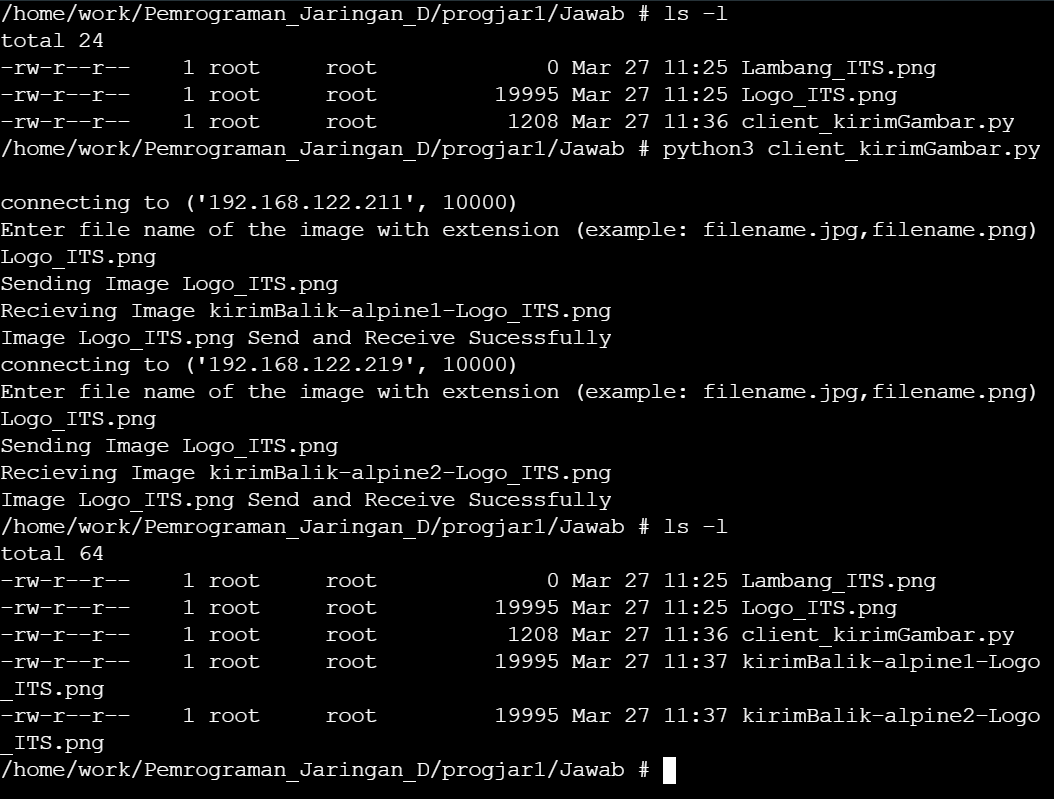 /home/work/Pemrograman_Jaringan_D/progjar1/Jawab # ls -l
total 24
-rw-r--r--    1 root     root             0 Mar 27 11:25 Lambang_ITS.png
-rw-r--r--    1 root     root         19995 Mar 27 11:25 Logo_ITS.png
-rw-r--r--    1 root     root          1208 Mar 27 11:36 client_kirimGambar.py
/home/work/Pemrograman_Jaringan_D/progjar1/Jawab # python3 client_kirimGambar.py
connecting to ('192.168.122.211', 10000)
Enter file name of the image with extension (example: filename.jpg,filename.png)
Logo_ITS.png
Sending Image Logo_ITS.png
Recieving Image kirimBalik-alpine1-Logo_ITS.png
Image Logo_ITS.png Send and Receive Sucessfully
connecting to ('192.168.122.219', 10000)
Enter file name of the image with extension (example: filename.jpg,filename.png)
Logo_ITS.png
Sending Image Logo_ITS.png
Recieving Image kirimBalik-alpine2-Logo_ITS.png
Image Logo_ITS.png Send and Receive Sucessfully
/home/work/Pemrograman_Jaringan_D/progjar1/Jawab # ls -l
total 64
-rw-r--r--    1 root     root             0 Mar 27 11:25 Lambang_ITS.png
-rw-r--r--    1 root     root         19995 Mar 27 11:25 Logo_ITS.png
-rw-r--r--    1 root     root          1208 Mar 27 11:36 client_kirimGambar.py
-rw-r--r--    1 root     root         19995 Mar 27 11:37 kirimBalik-alpine1-Logo
_ITS.png
-rw-r--r--    1 root     root         19995 Mar 27 11:37 kirimBalik-alpine2-Logo
_ITS.png
/home/work/Pemrograman_Jaringan_D/progjar1/Jawab #